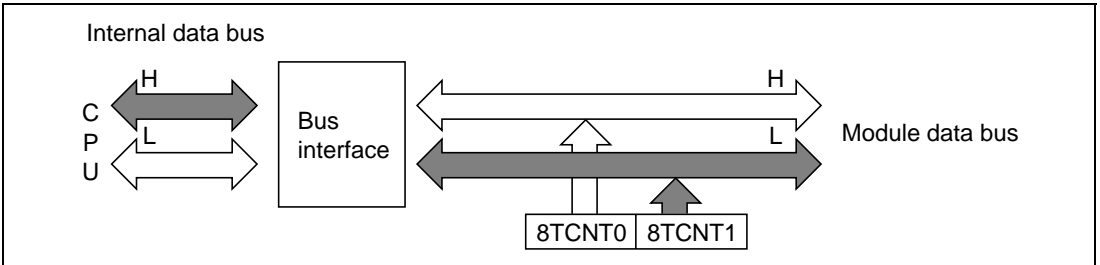 Internal data bus
H
H
C
P
U
L
Bus
interface
L
Module data bus
8TCNT0 8TCNT1